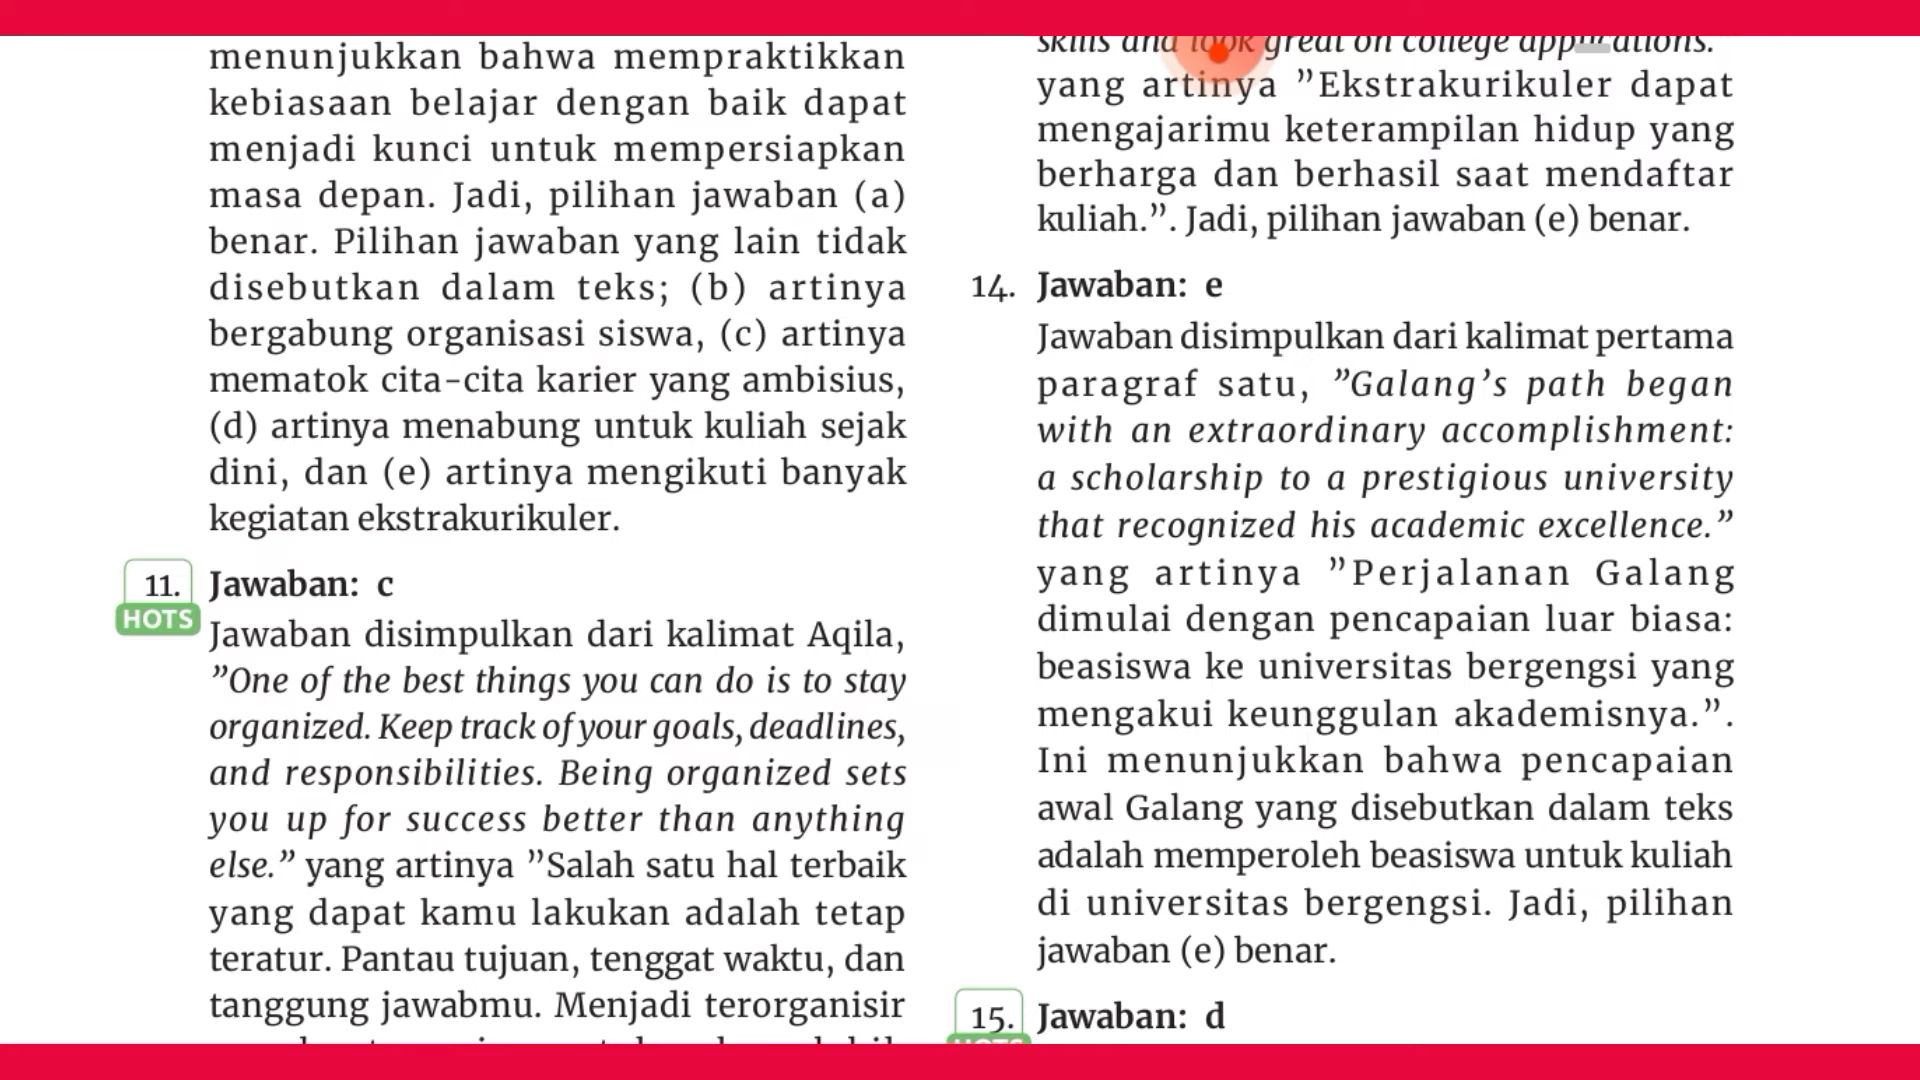 menunjukkan bahwa mempraktikkan
kebiasaan belajar dengan baik dapat
menjadi kunci untuk mempersiapkan
masa depan. Jadi, pilihan jawaban (a)
benar. Pilihan jawaban yang lain tidak
disebutkan dalam teks; (b) artinya
bergabung organisasi siswa, (c) artinya
mematok cita-cita karier yang ambisius,
(d) artinya menabung untuk kuliah sejak
dini, dan (e) artinya mengikuti banyak
kegiatan ekstrakurikuler.
11. Jawaban: c
HOTS
Jawaban disimpulkan dari kalimat Aqila,
”One of the best things you can do is to stay
organized. Keep track of your goals, deadlines,
and responsibilities. Being organized sets
you up for success better than anything
else.” yang artinya ”Salah satu hal terbaik
yang dapat kamu lakukan adalah tetap
teratur. Pantau tujuan, tenggat waktu, dan
tanggung jawabmu. Menjadi terorganisir
skills and look great on college applications.
yang artinya ”Ekstrakurikuler dapat
mengajarimu keterampilan hidup yang
berharga dan berhasil saat mendaftar
kuliah.”. Jadi, pilihan jawaban (e) benar.
14. Jawaban: e
Jawaban disimpulkan dari kalimat pertama
paragraf satu, ”Galang’s path began
with an extraordinary accomplishment:
a scholarship to a prestigious university
that recognized his academic excellence.”
yang artinya ”Perjalanan Galang
dimulai dengan pencapaian luar biasa:
beasiswa ke universitas bergengsi yang
mengakui keunggulan akademisnya.”.
Ini menunjukkan bahwa pencapaian
awal Galang yang disebutkan dalam teks
adalah memperoleh beasiswa untuk kuliah
di universitas bergengsi. Jadi, pilihan
jawaban (e) benar.
15. Jawaban: d
HOTS